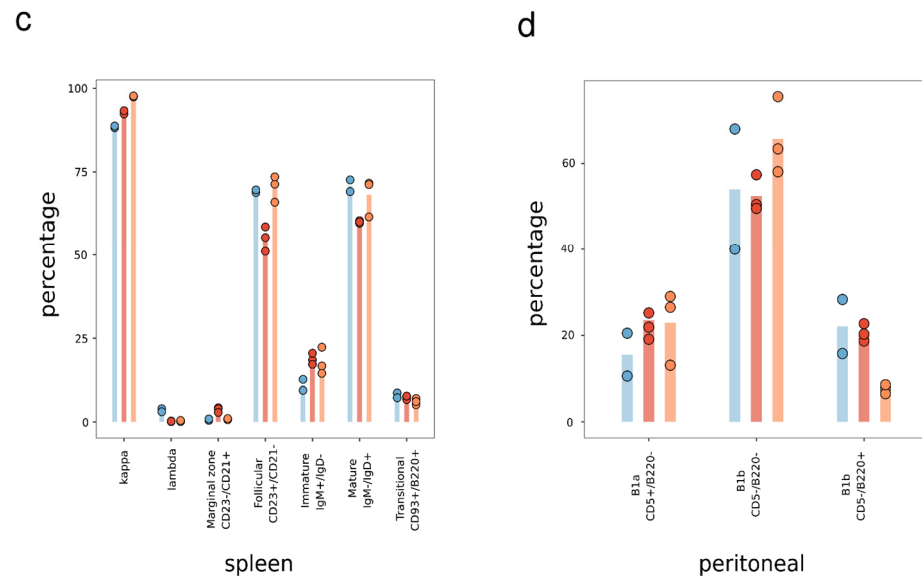 c
d
100
75
50
25
0
percentage
kappa
lambda
Marginal zone
CD23-/CD21+
Follicular
CD23+/CD21-
Immature
IgM+/IgD-
Mature
IgM-/IgD+
Transitional
CD93+/B220+
spleen
60
40
20
0
percentage
B1a
CD5+/B220-
B1b
CD5-/B220-
B1b
CD5-/B220+
peritoneal